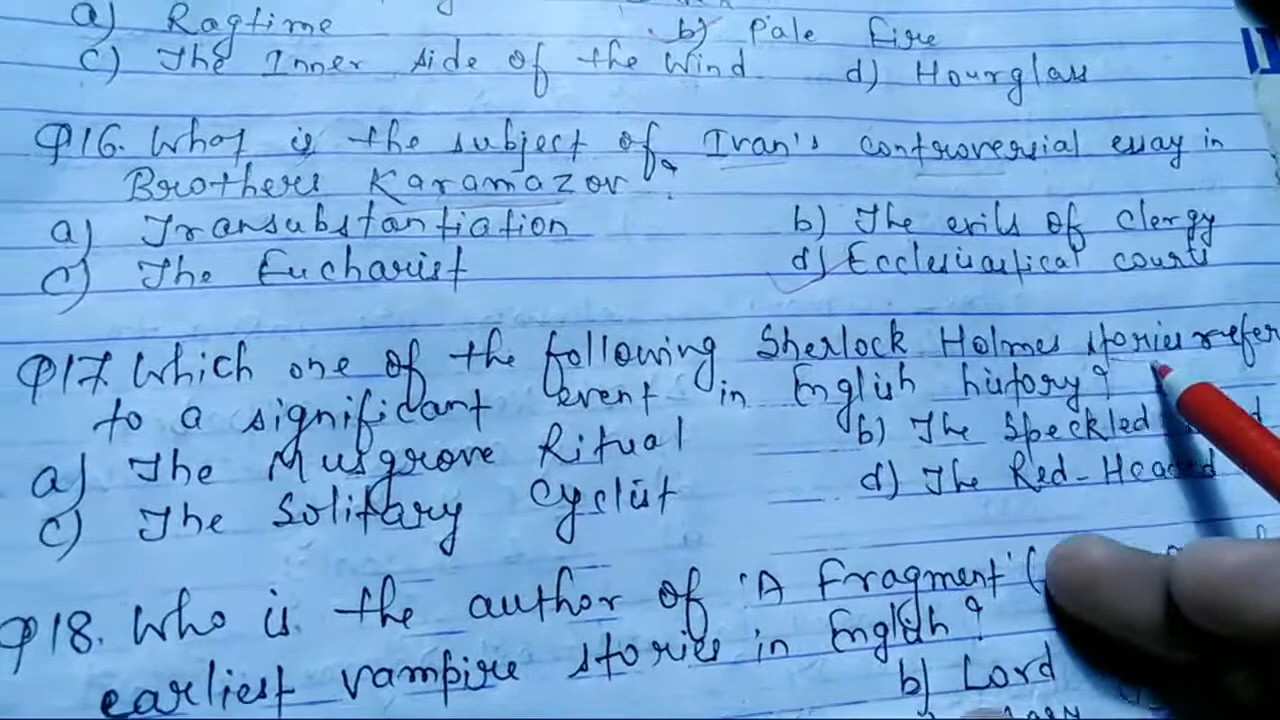 a) Ragtime b) Pale Fire
c) The Inner side of the Wind d) Hourglass
Q16. What is the subject of Ivan's controversial essay in
Brothers Karamazov?
a) Transubstantiation b) The evils of clergy
c) The Eucharist d) Ecclesiastical courts
Q17. Which one of the following Sherlock Holmes stories refer
to a significant event in English history?
a) The Musgrove Ritual b) The Speckled
c) The Solitary Cyclist d) The Red-Headed
Q18. Who is the author of 'A Fragment' (
earliest vampire stories in English?
b) Lord